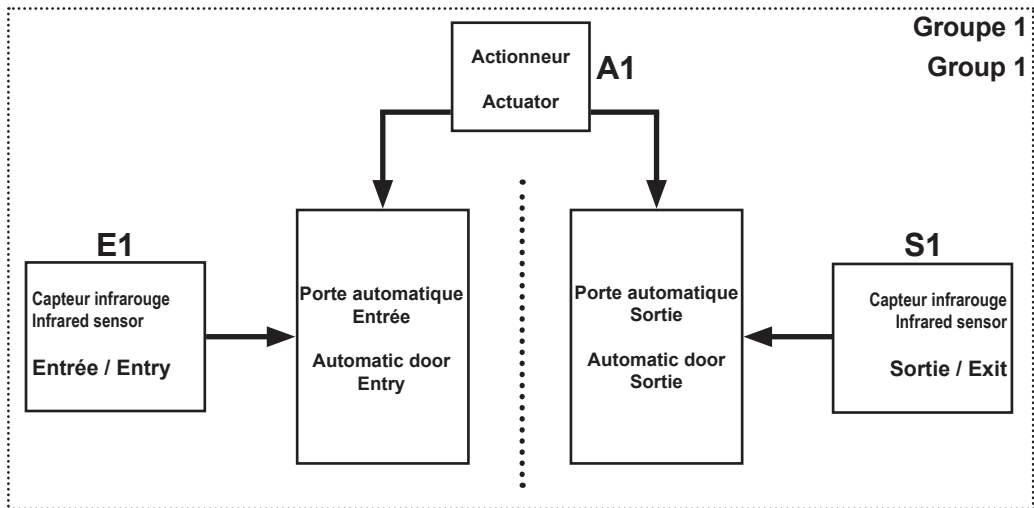 Groupe 1
Group 1
Actionneur
Actuator
A1
E1
Capteur infrarouge
Infrared sensor
Entrée / Entry
Porte automatique
Entrée
Automatic door
Entry
Porte automatique
Sortie
Automatic door
Sortie
S1
Capteur infrarouge
Infrared sensor
Sortie / Exit